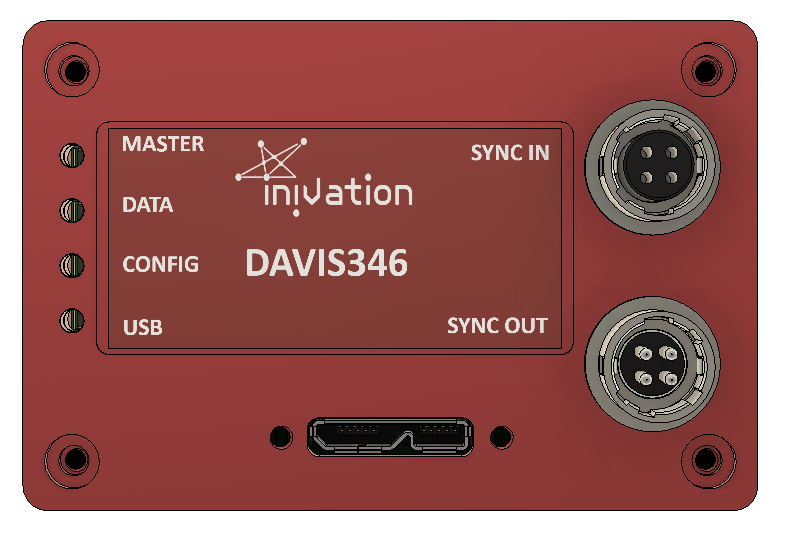 MASTER
inivation
SYNC IN
DATA
CONFIG
DAVIS346
USB
SYNC OUT